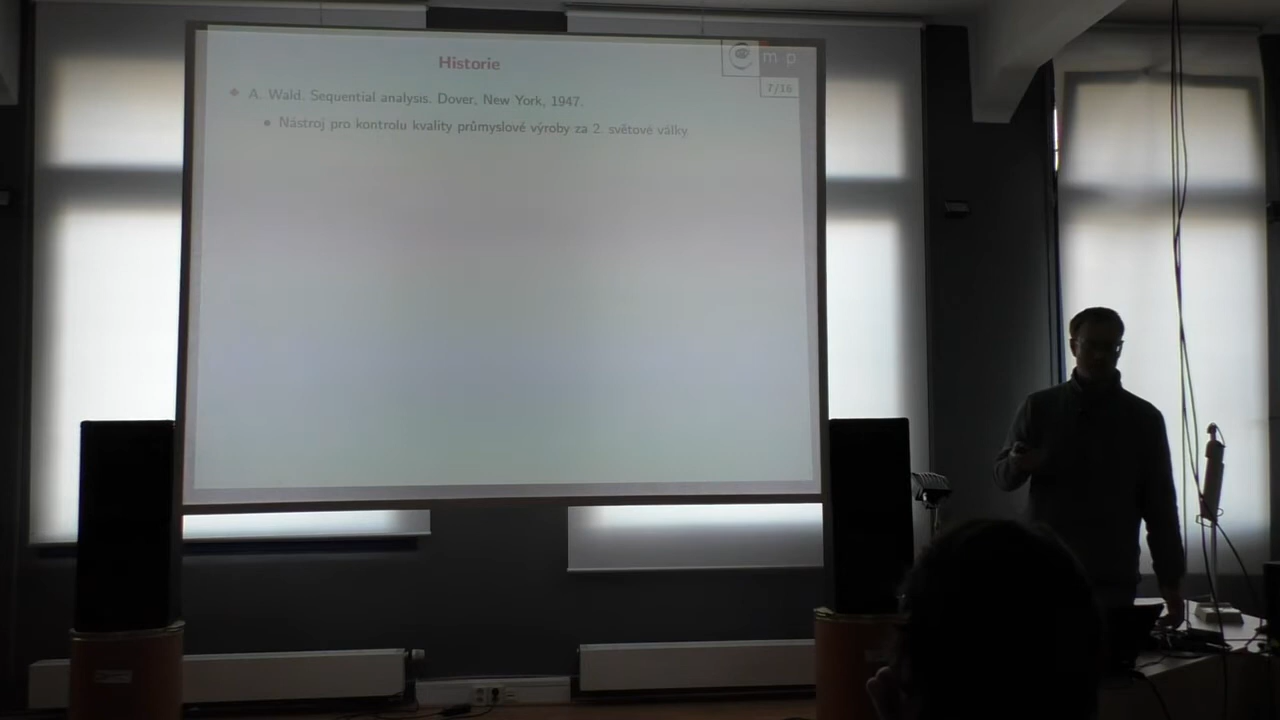 Historie
m p
7/16
A. Wald. Sequential analysis. Dover, New York, 1947.
Nástroj pro kontrolu kvality průmyslové výroby za 2. světové války